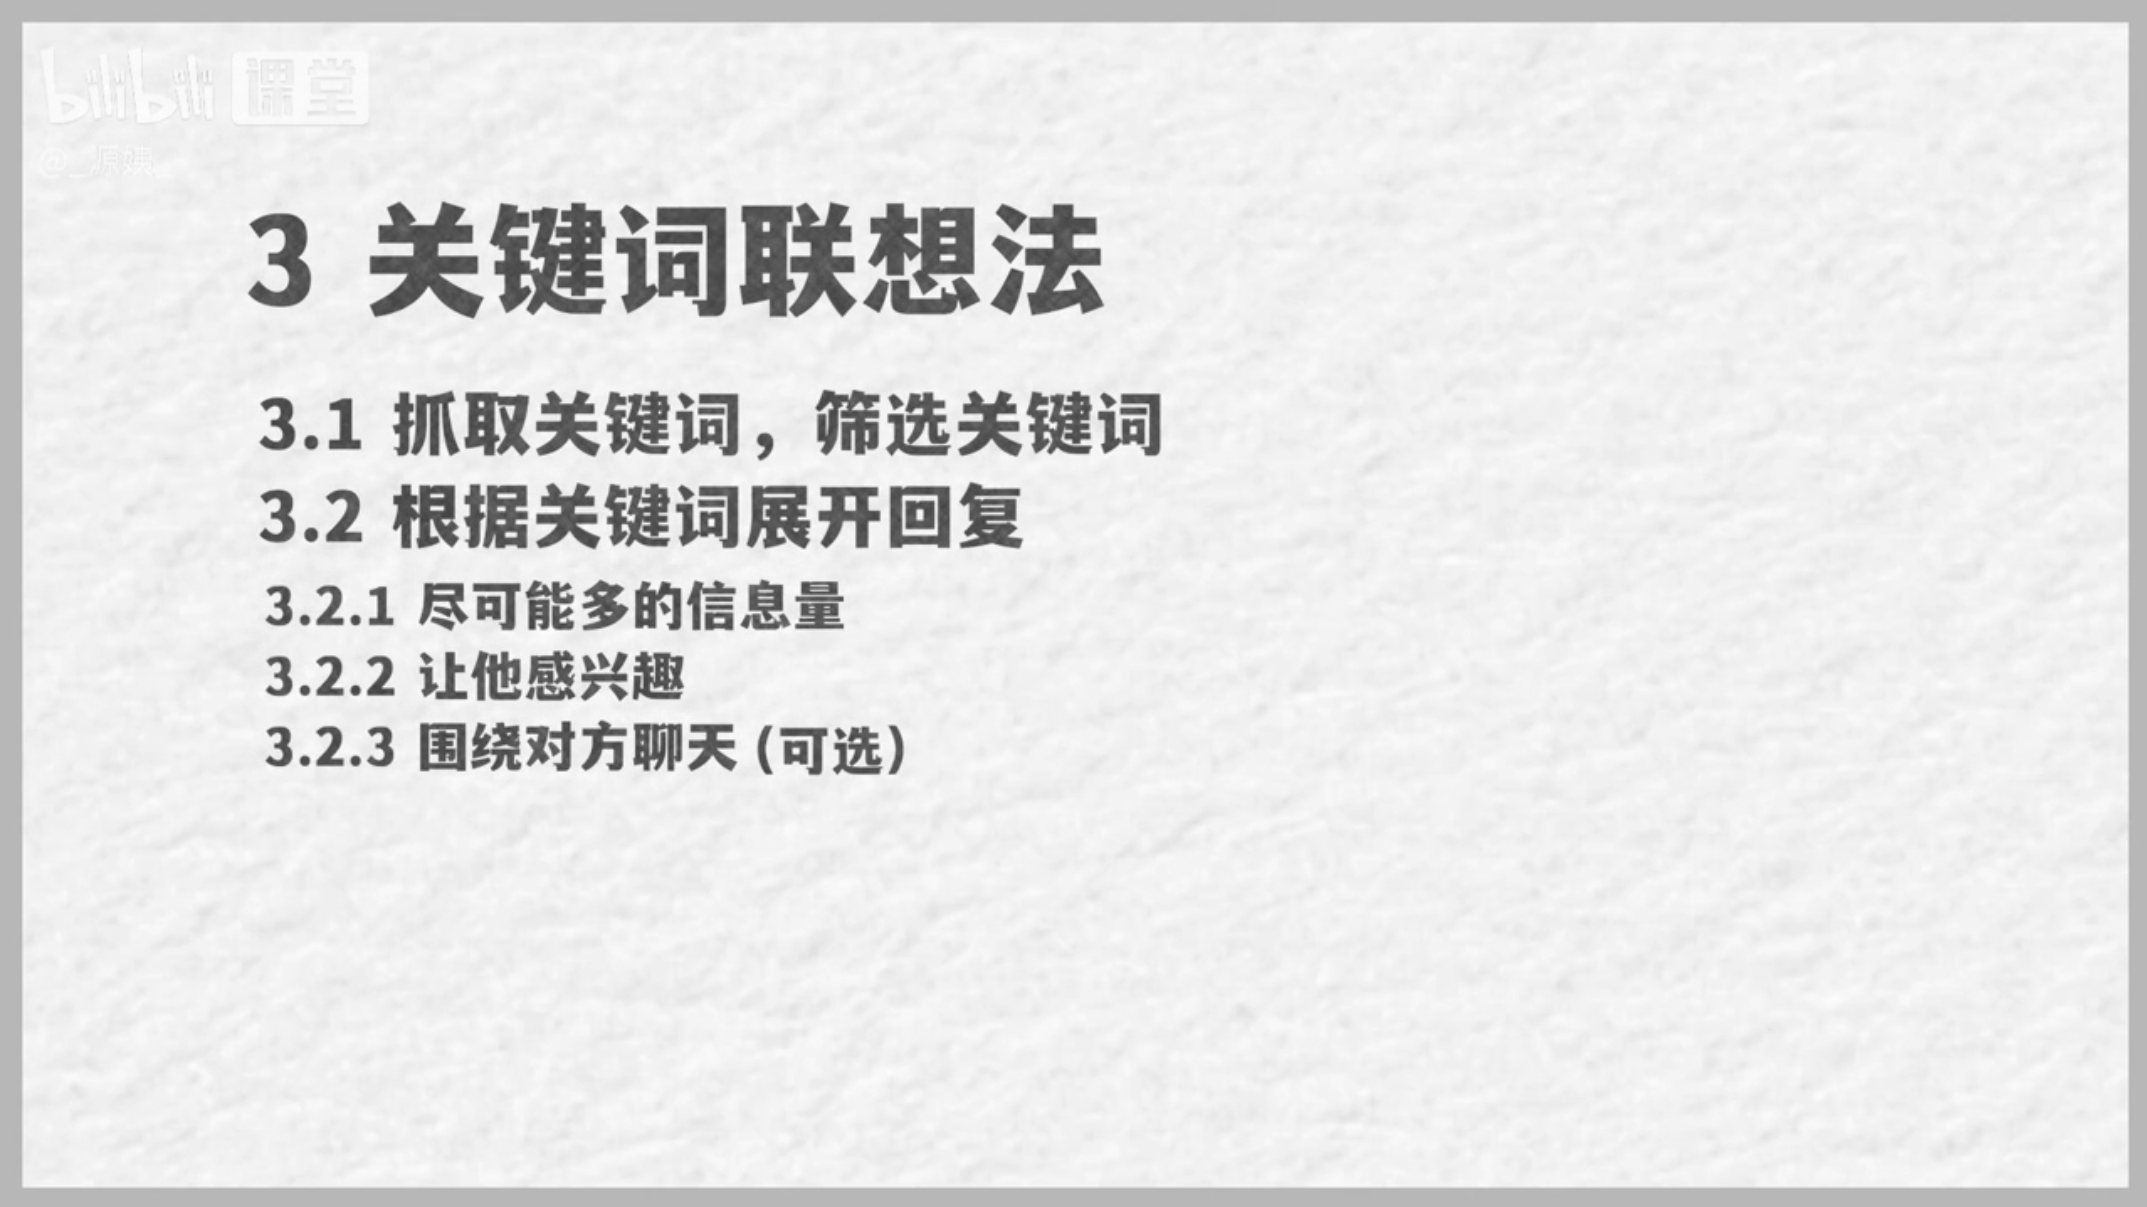 bilibili 课堂
@_源姨_
3 关键词联想法
3.1 抓取关键词，筛选关键词
3.2 根据关键词展开回复
3.2.1 尽可能多的信息量
3.2.2 让他感兴趣
3.2.3 围绕对方聊天(可选)